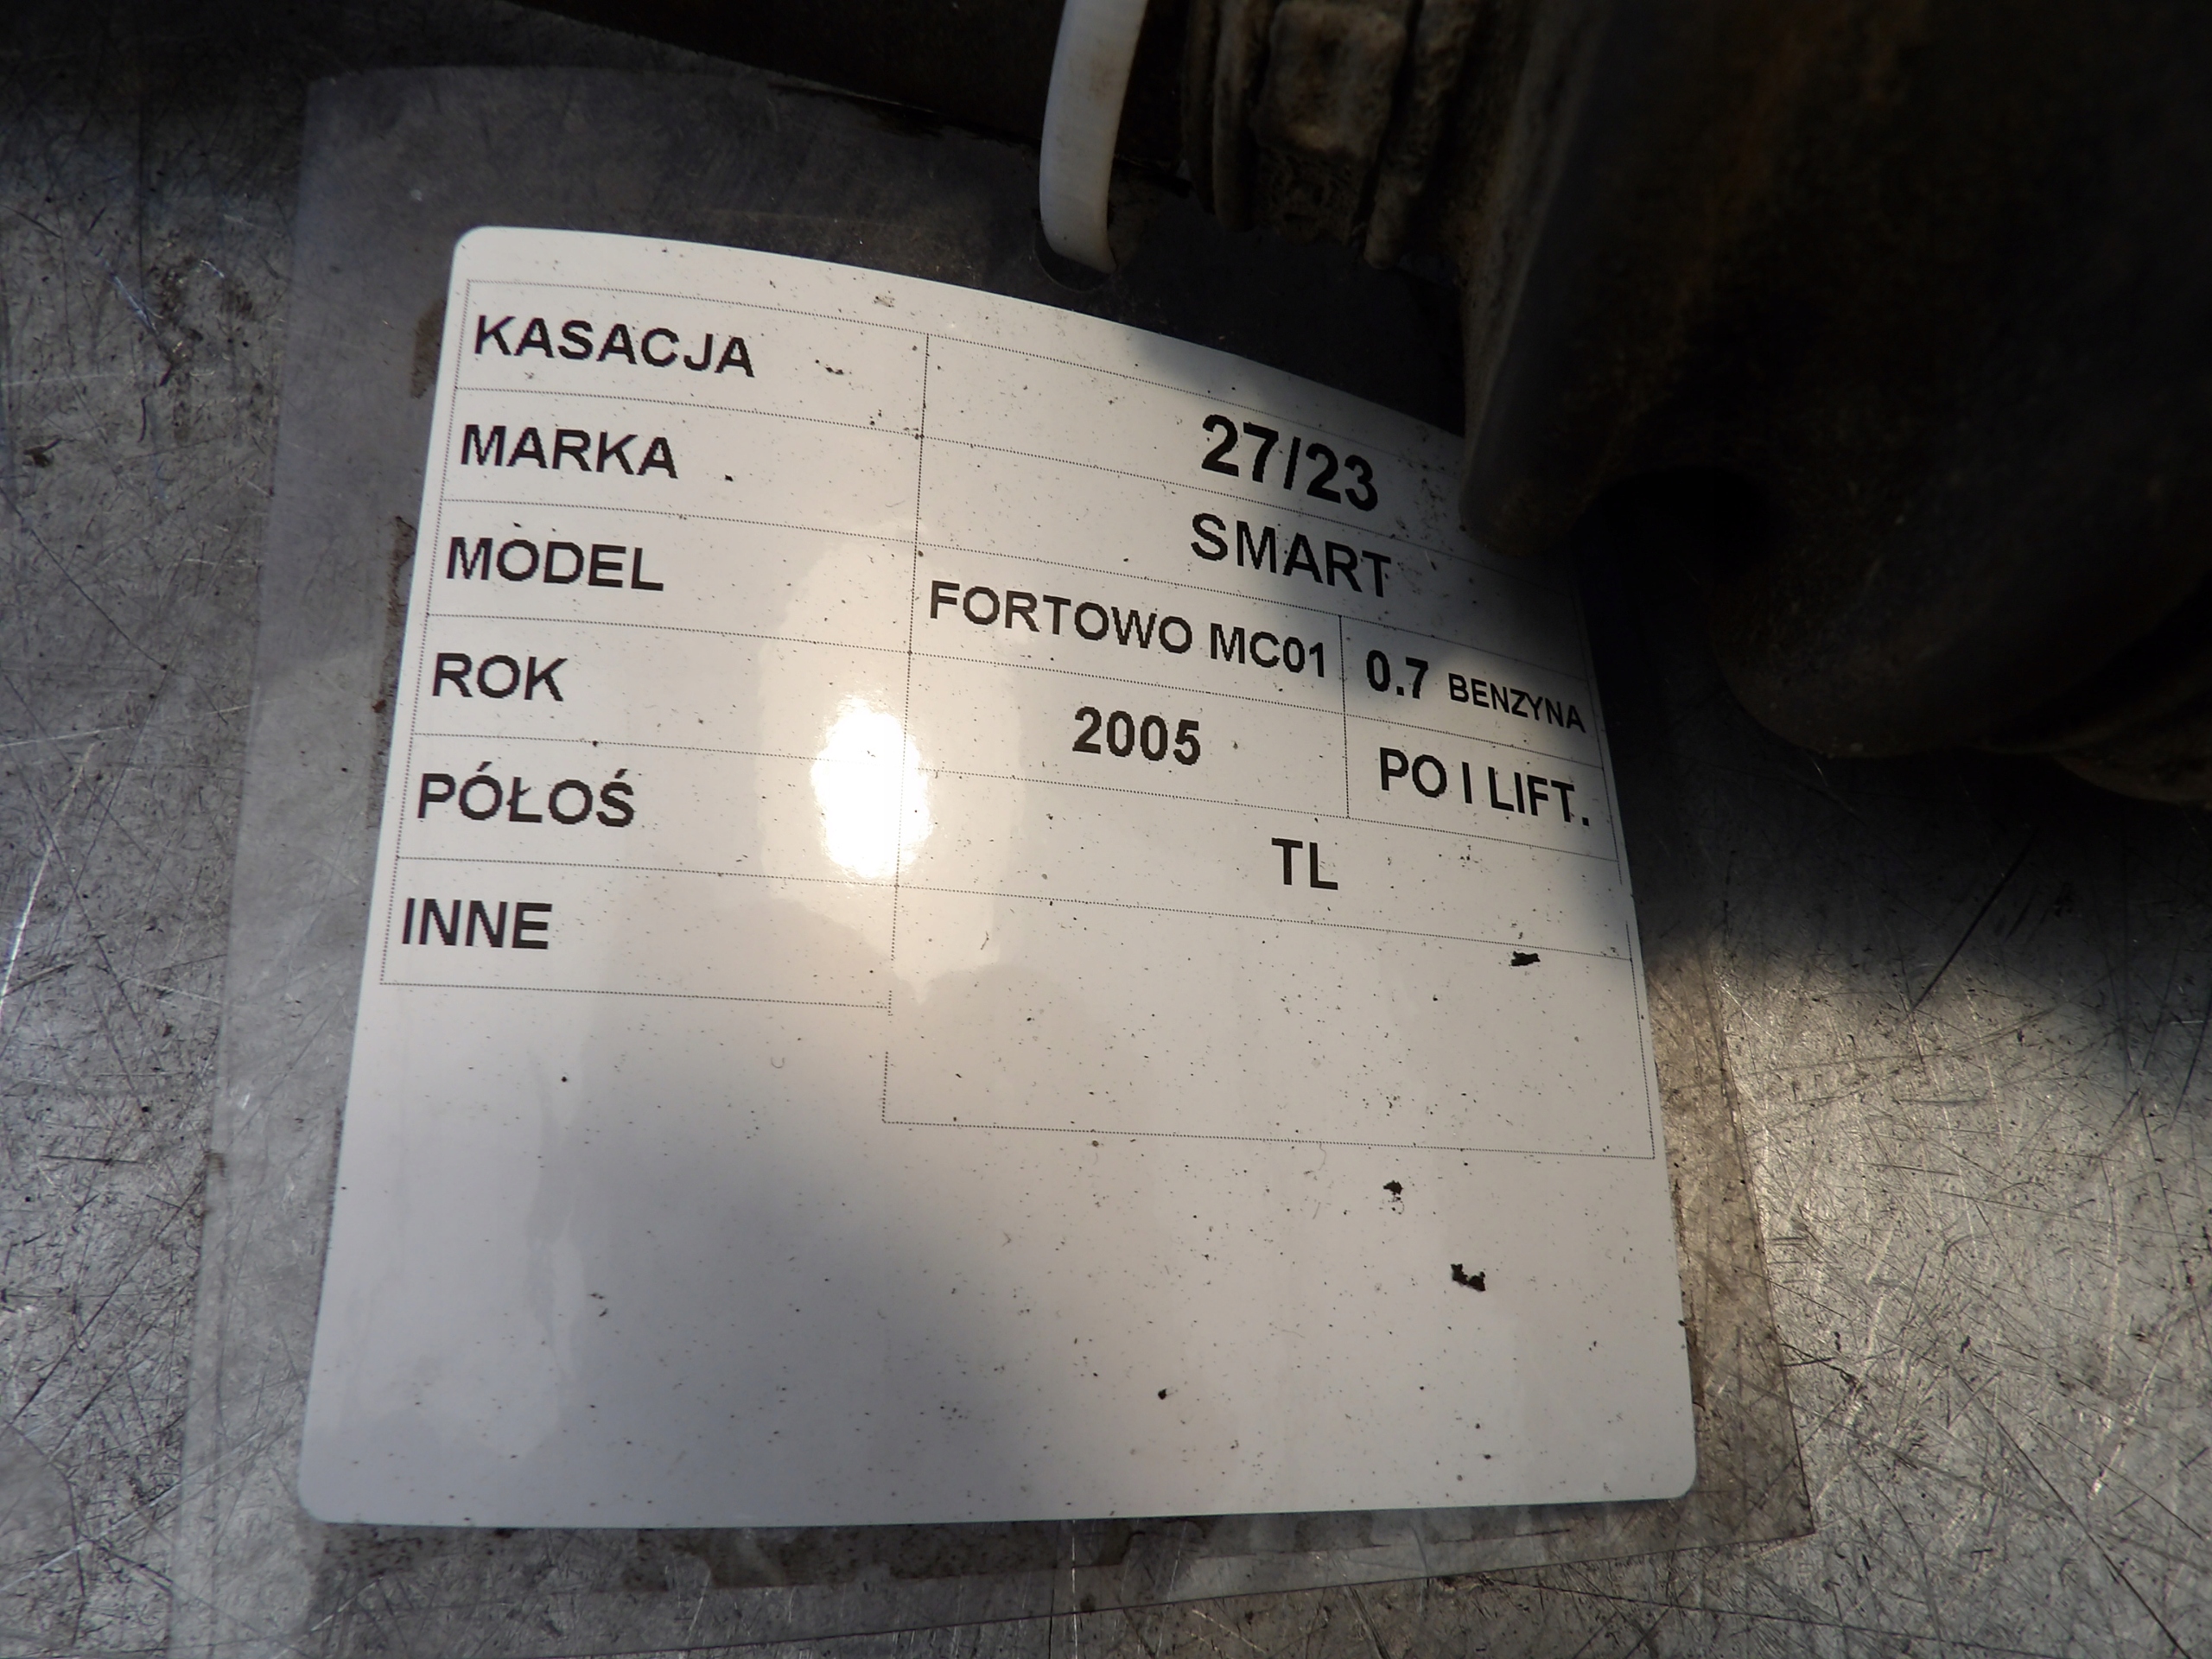 KASACJA 27/23
MARKA SMART
MODEL FORTOWO MC01 0.7 BENZYNA
ROK 2005 PO I LIFT.
PÓŁOŚ TL
INNE